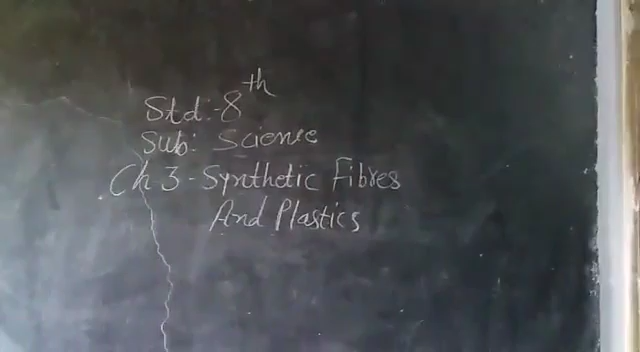 Std:-8th
Sub: Science
Ch 3 - Synthetic Fibres
And Plastics